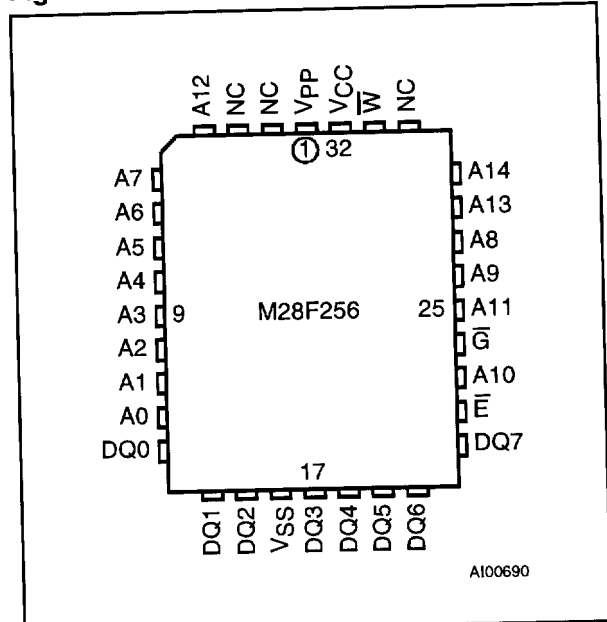 A12 NC NC VPP VCC W̅ NC
1 32
A7
A6
A5
A4
A3
A2
A1
A0
DQ0
9 M28F256 25
A14
A13
A8
A9
A11
G̅
A10
E̅
DQ7
17
DQ1 DQ2 VSS DQ3 DQ4 DQ5 DQ6
AI00690